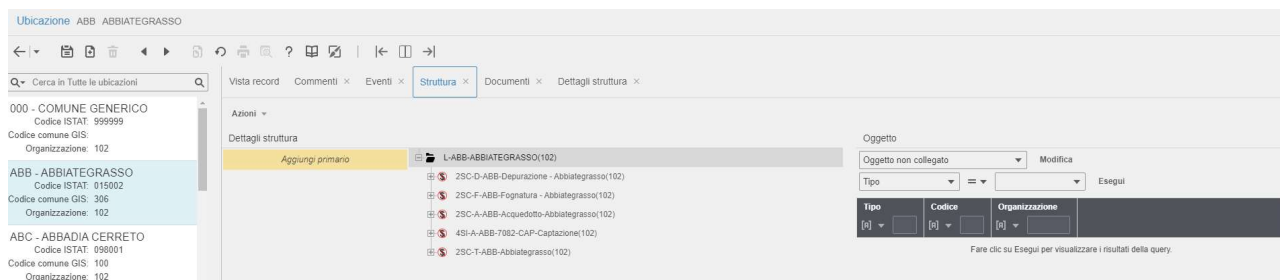 Ubicazione ABB ABBIATEGRASSO
Cerca in Tutte le ubicazioni
000 - COMUNE GENERICO
Codice ISTAT: 999999
Codice comune GIS:
Organizzazione: 102
ABB - ABBIATEGRASSO
Codice ISTAT: 015002
Codice comune GIS: 306
Organizzazione: 102
ABC - ABBADIA CERRETO
Codice ISTAT: 098001
Codice comune GIS: 100
Organizzazione: 102
Vista record Commenti × Eventi × Struttura × Documenti × Dettagli struttura ×
Azioni
Dettagli struttura
Aggiungi primario
L-ABB-ABBIATEGRASSO(102)
2SC-D-ABB-Depurazione - Abbiategrasso(102)
2SC-F-ABB-Fognatura - Abbiategrasso(102)
2SC-A-ABB-Acquedotto-Abbiategrasso(102)
4SI-A-ABB-7082-CAP-Captazione(102)
2SC-T-ABB-Abbiategrasso(102)
Oggetto
Oggetto non collegato Modifica
Tipo = Esegui
Tipo Codice Organizzazione
[a] [a] [a]
Fare clic su Esegui per visualizzare i risultati della query.